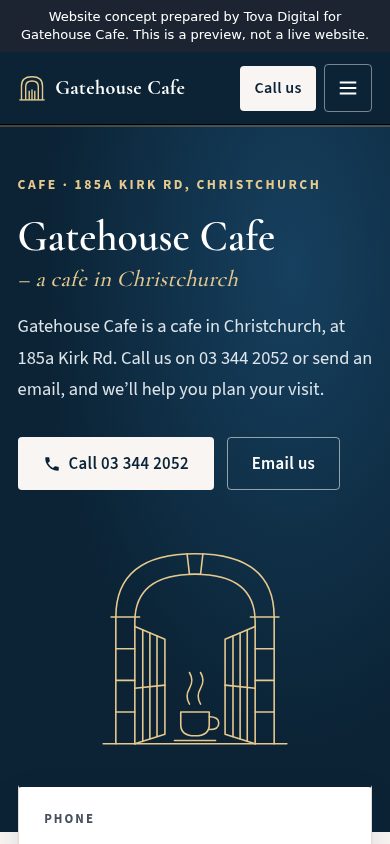 Website concept prepared by Tova Digital for
Gatehouse Cafe. This is a preview, not a live website.
Gatehouse Cafe
Call us
CAFE · 185A KIRK RD, CHRISTCHURCH
Gatehouse Cafe
– a cafe in Christchurch
Gatehouse Cafe is a cafe in Christchurch, at
185a Kirk Rd. Call us on 03 344 2052 or send an
email, and we’ll help you plan your visit.
Call 03 344 2052
Email us
PHONE